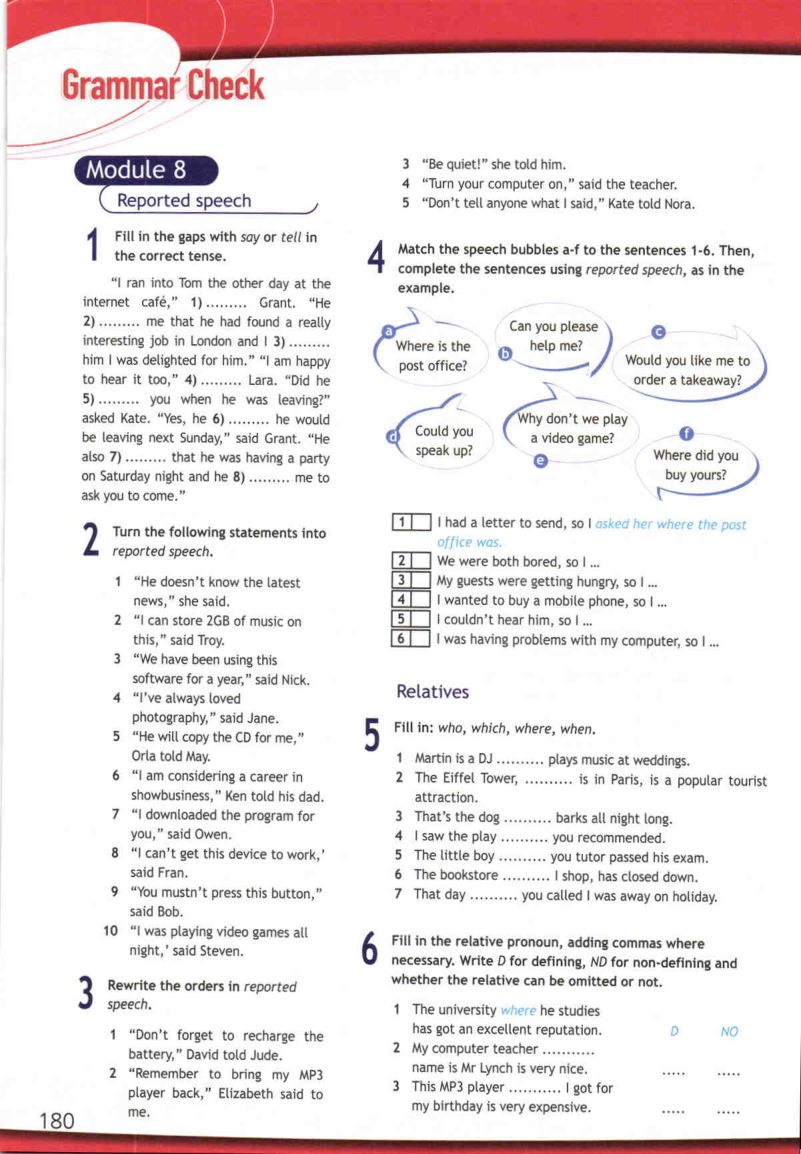 Grammar Check
Module 8
Reported speech
1 Fill in the gaps with say or tell in
the correct tense.
"I ran into Tom the other day at the
internet café," 1) ......... Grant. "He
2) ......... me that he had found a really
interesting job in London and I 3) .........
him I was delighted for him." "I am happy
to hear it too," 4) ......... Lara. "Did he
5) ......... you when he was leaving?"
asked Kate. "Yes, he 6) ......... he would
be leaving next Sunday," said Grant. "He
also 7) ......... that he was having a party
on Saturday night and he 8) ......... me to
ask you to come."
2 Turn the following statements into
reported speech.
1 "He doesn't know the latest
news," she said.
2 "I can store 2GB of music on
this," said Troy.
3 "We have been using this
software for a year," said Nick.
4 "I've always loved
photography," said Jane.
5 "He will copy the CD for me,"
Orla told May.
6 "I am considering a career in
showbusiness," Ken told his dad.
7 "I downloaded the program for
you," said Owen.
8 "I can't get this device to work,'
said Fran.
9 "You mustn't press this button,"
said Bob.
10 "I was playing video games all
night,' said Steven.
3 Rewrite the orders in reported
speech.
1 "Don't forget to recharge the
battery," David told Jude.
2 "Remember to bring my MP3
player back," Elizabeth said to
me.
3 "Be quiet!" she told him.
4 "Turn your computer on," said the teacher.
5 "Don't tell anyone what I said," Kate told Nora.
4 Match the speech bubbles a-f to the sentences 1-6. Then,
complete the sentences using reported speech, as in the
example.
a
Where is the
post office?
b
Can you please
help me?
c
Would you like me to
order a takeaway?
d
Could you
speak up?
e
Why don't we play
a video game?
f
Where did you
buy yours?
1 I had a letter to send, so I asked her where the post
office was.
2 We were both bored, so I ...
3 My guests were getting hungry, so I ...
4 I wanted to buy a mobile phone, so I ...
5 I couldn't hear him, so I ...
6 I was having problems with my computer, so I ...
Relatives
5 Fill in: who, which, where, when.
1 Martin is a DJ .......... plays music at weddings.
2 The Eiffel Tower, .......... is in Paris, is a popular tourist
attraction.
3 That's the dog .......... barks all night long.
4 I saw the play .......... you recommended.
5 The little boy .......... you tutor passed his exam.
6 The bookstore .......... I shop, has closed down.
7 That day .......... you called I was away on holiday.
6 Fill in the relative pronoun, adding commas where
necessary. Write D for defining, ND for non-defining and
whether the relative can be omitted or not.
1 The university where he studies
has got an excellent reputation. D NO
2 My computer teacher ...........
name is Mr Lynch is very nice. ..... .....
3 This MP3 player ........... I got for
my birthday is very expensive. ..... .....
180